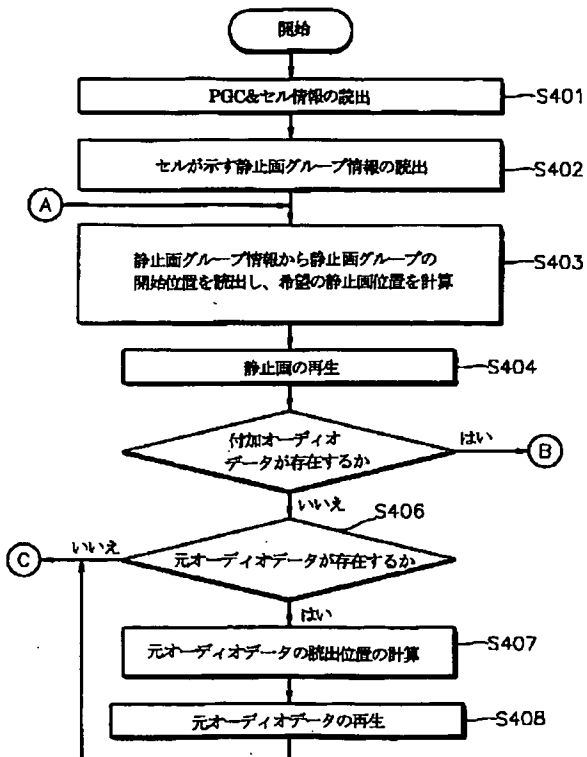 開始
PGC&セル情報の読出
S401
セルが示す静止画グループ情報の読出
S402
A
静止画グループ情報から静止画グループの
開始位置を読出し、希望の静止画位置を計算
S403
静止画の再生
S404
付加オーディオ
データが存在するか
はい
B
いいえ
S406
元オーディオデータが存在するか
いいえ
C
はい
元オーディオデータの読出位置の計算
S407
元オーディオデータの再生
S408